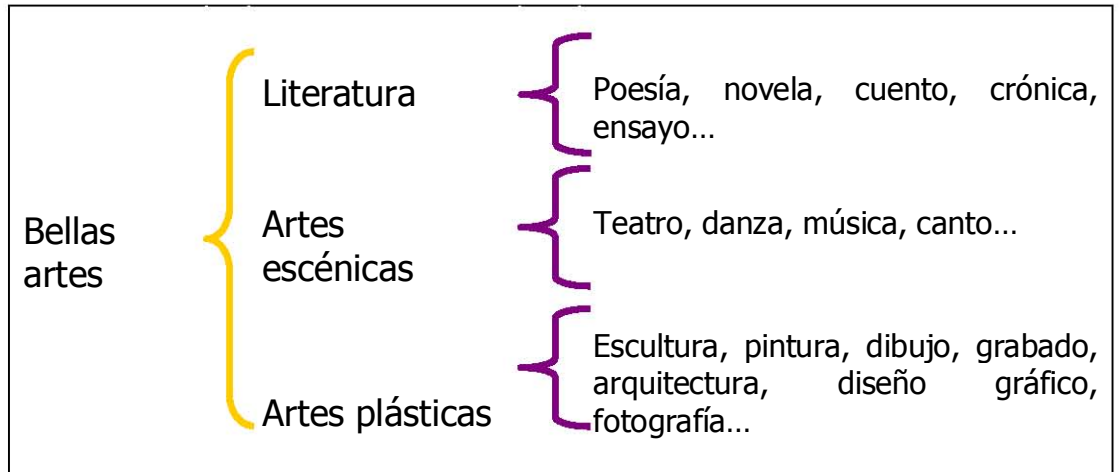 Bellas
artes
Literatura
Poesía, novela, cuento, crónica,
ensayo…
Artes
escénicas
Teatro, danza, música, canto…
Artes plásticas
Escultura, pintura, dibujo, grabado,
arquitectura, diseño gráfico,
fotografía…